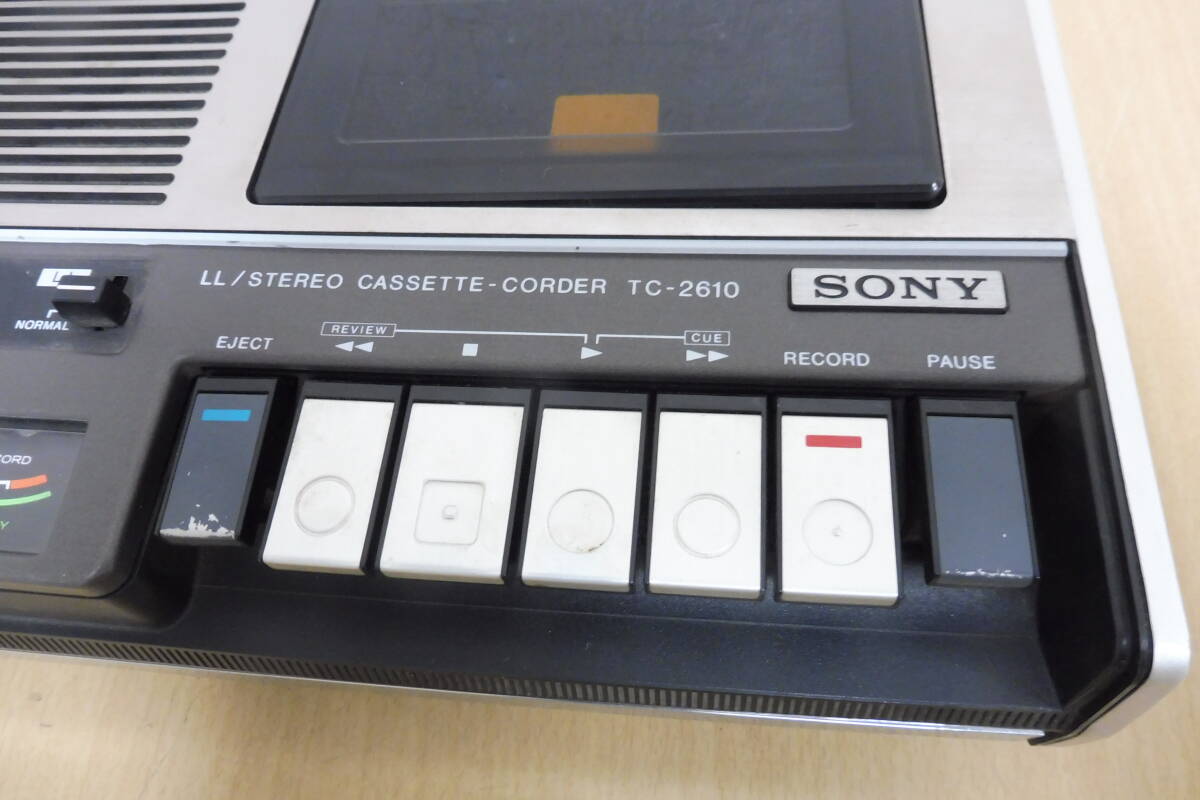 LL/STEREO CASSETTE-CORDER TC-2610
SONY
NORMAL
EJECT
REVIEW
CUE
RECORD
PAUSE